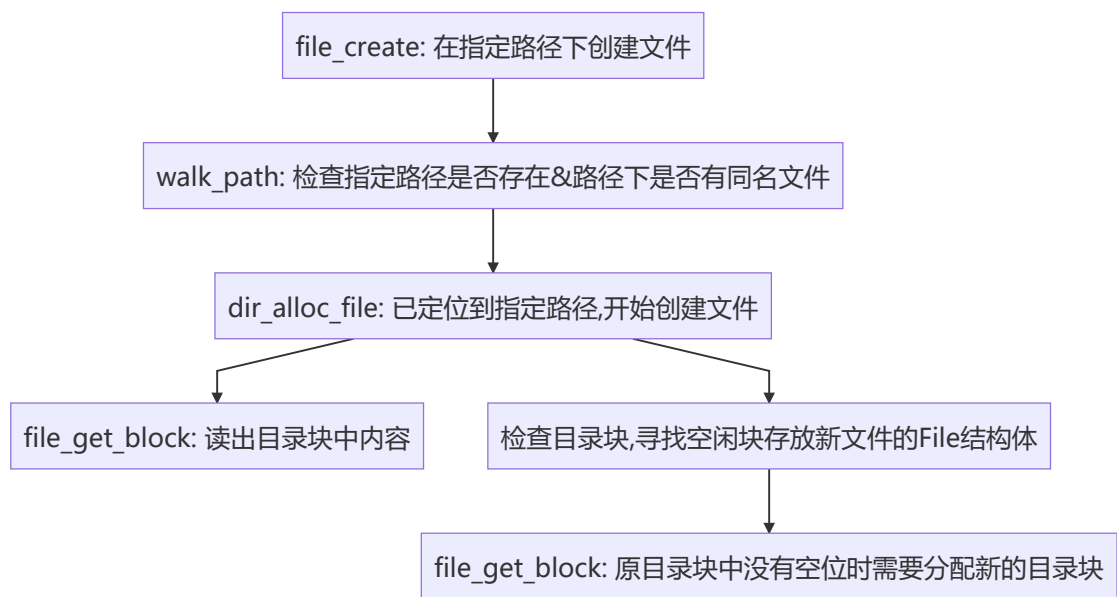 file_create: 在指定路径下创建文件
walk_path: 检查指定路径是否存在&路径下是否有同名文件
dir_alloc_file: 已定位到指定路径,开始创建文件
file_get_block: 读出目录块中内容
检查目录块,寻找空闲块存放新文件的File结构体
file_get_block: 原目录块中没有空位时需要分配新的目录块